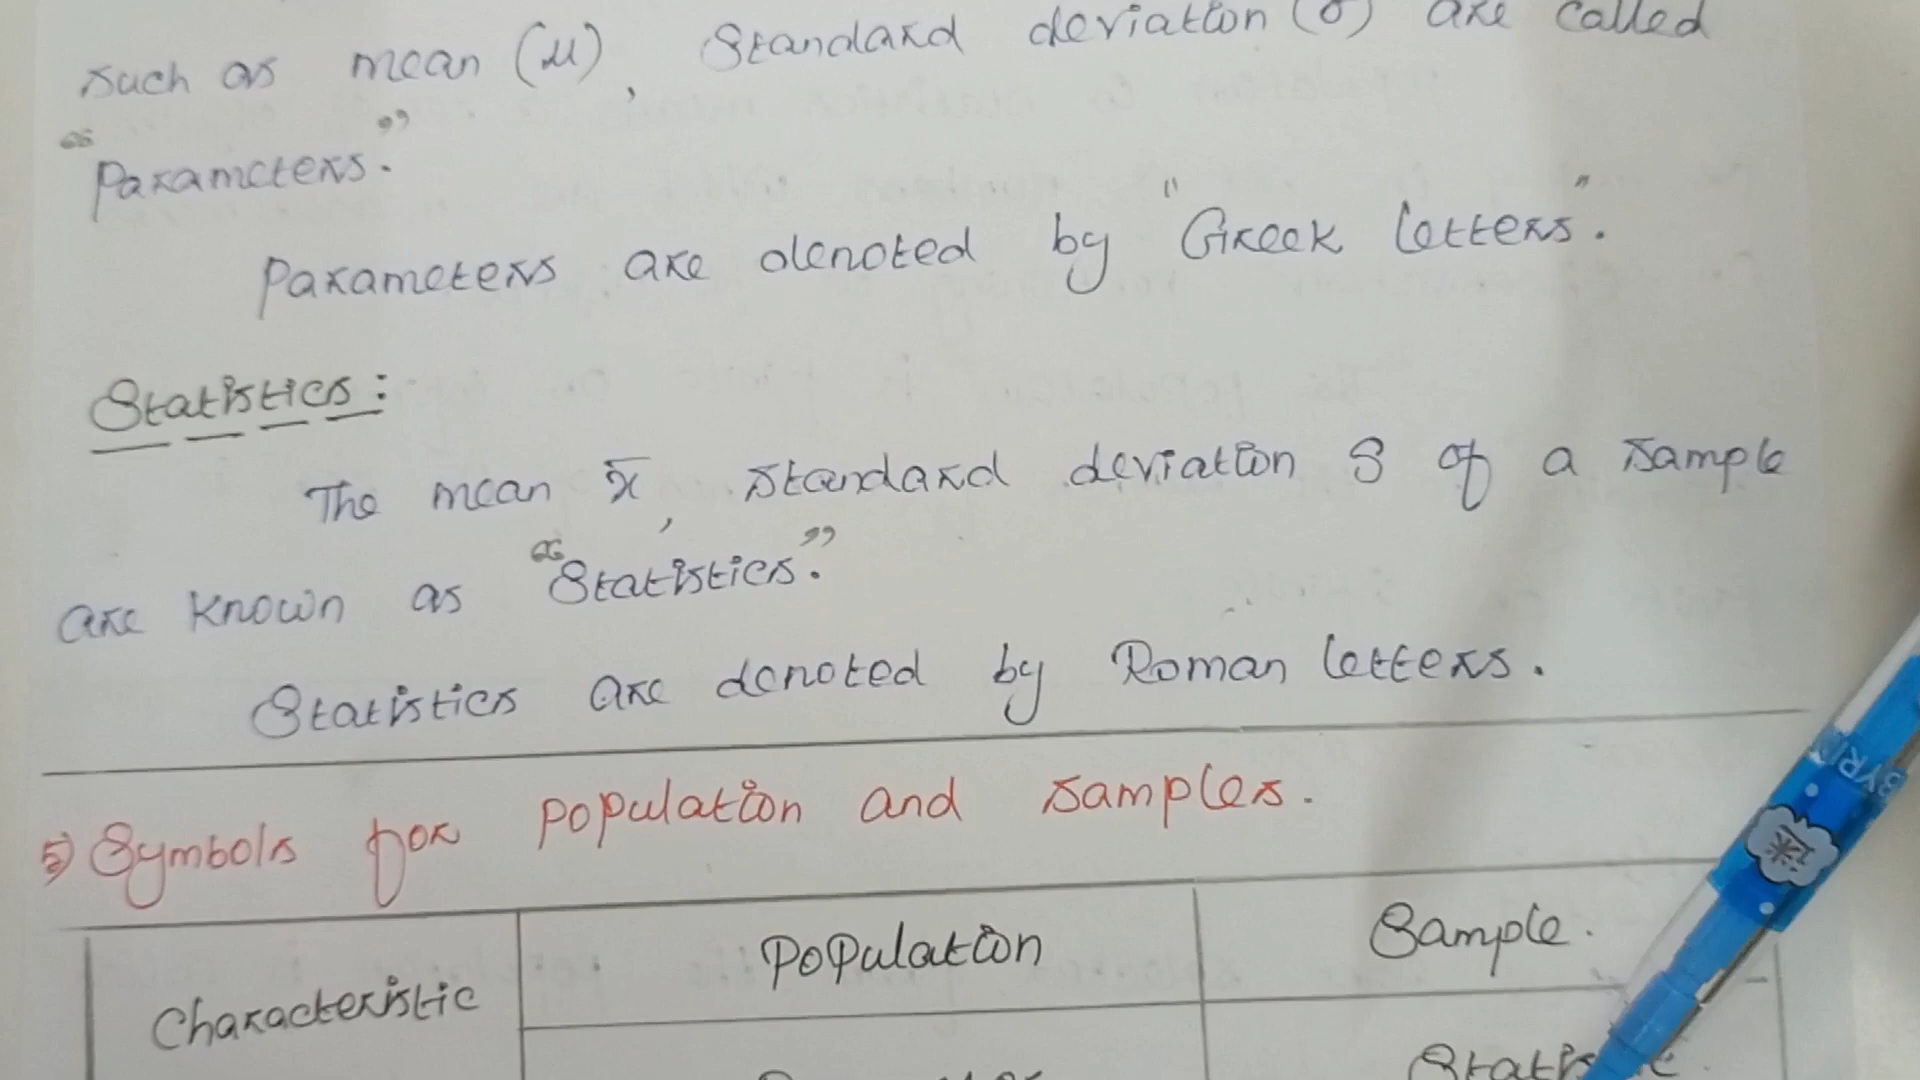 such as mean (μ), Standard deviation (σ) are called
"Parameters."
Parameters are denoted by "Greek letters".
Statistics:
The mean x̄, standard deviation S of a sample
are known as "Statistics."
Statistics are denoted by Roman letters.
5) Symbols for population and samples.
Characteristic
Population
Sample.